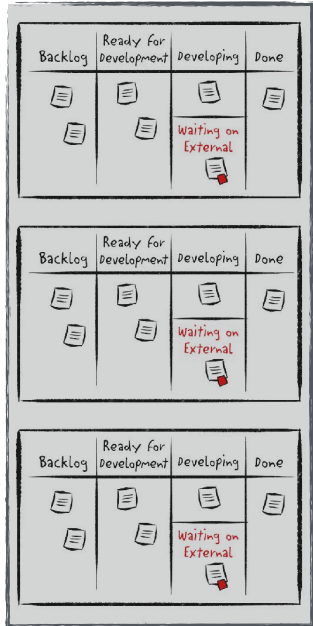 Ready for
Backlog Development Developing Done
Waiting on
External
Ready for
Backlog Development Developing Done
Waiting on
External
Ready for
Backlog Development Developing Done
Waiting on
External